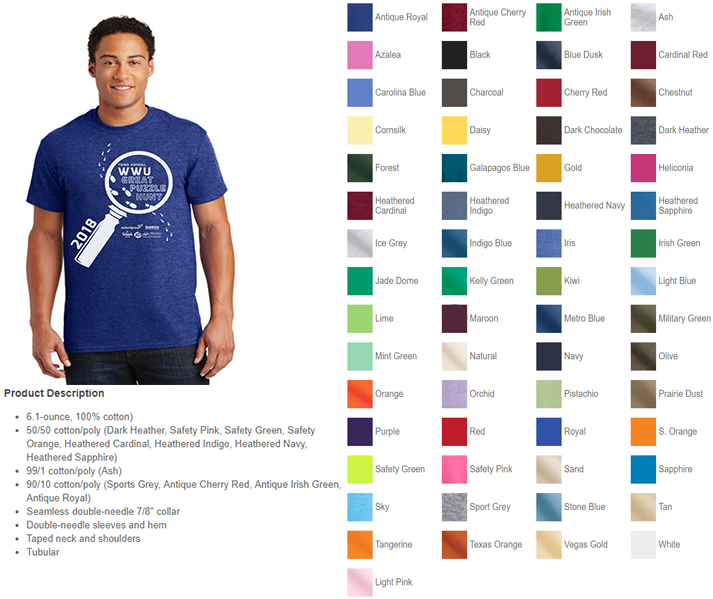 THIRD ANNUAL
WWU
GREAT
PUZZLE
HUNT
2018
Antique Royal
Antique Cherry
Red
Antique Irish
Green
Ash
Azalea
Black
Blue Dusk
Cardinal Red
Carolina Blue
Charcoal
Cherry Red
Chestnut
Cornsilk
Daisy
Dark Chocolate
Dark Heather
Forest
Galapagos Blue
Gold
Heliconia
Heathered
Cardinal
Heathered
Indigo
Heathered Navy
Heathered
Sapphire
Ice Grey
Indigo Blue
Iris
Irish Green
Jade Dome
Kelly Green
Kiwi
Light Blue
Lime
Maroon
Metro Blue
Military Green
Mint Green
Natural
Navy
Olive
Orange
Orchid
Pistachio
Prairie Dust
Purple
Red
Royal
S. Orange
Safety Green
Safety Pink
Sand
Sapphire
Sky
Sport Grey
Stone Blue
Tan
Tangerine
Texas Orange
Vegas Gold
White
Light Pink
Product Description
• 6.1-ounce, 100% cotton)
• 50/50 cotton/poly (Dark Heather, Safety Pink, Safety Green, Safety
Orange, Heathered Cardinal, Heathered Indigo, Heathered Navy,
Heathered Sapphire)
• 99/1 cotton/poly (Ash)
• 90/10 cotton/poly (Sports Grey, Antique Cherry Red, Antique Irish Green,
Antique Royal)
• Seamless double-needle 7/8" collar
• Double-needle sleeves and hem
• Taped neck and shoulders
• Tubular